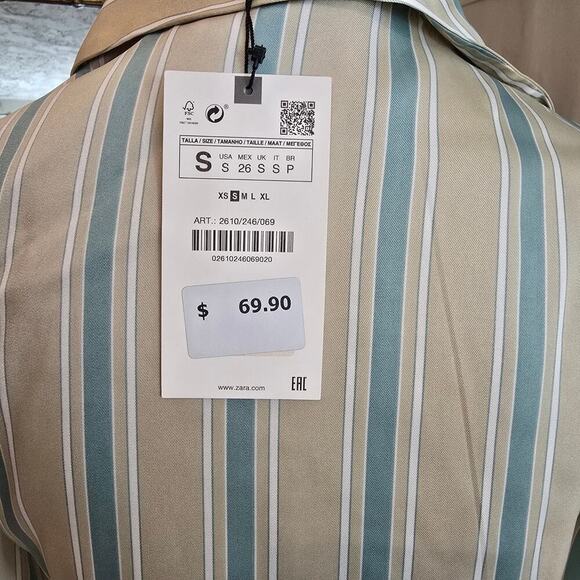 FSC
TALLA / SIZE / TAMANHO / TAILLE / MAAT / ΜΕΓΕΘΟΣ
S
USA MEX UK IT BR
S 26 S S P
XS S M L XL
ART.: 2610/246/069
02610246069020
$ 69.90
www.zara.com
EAC